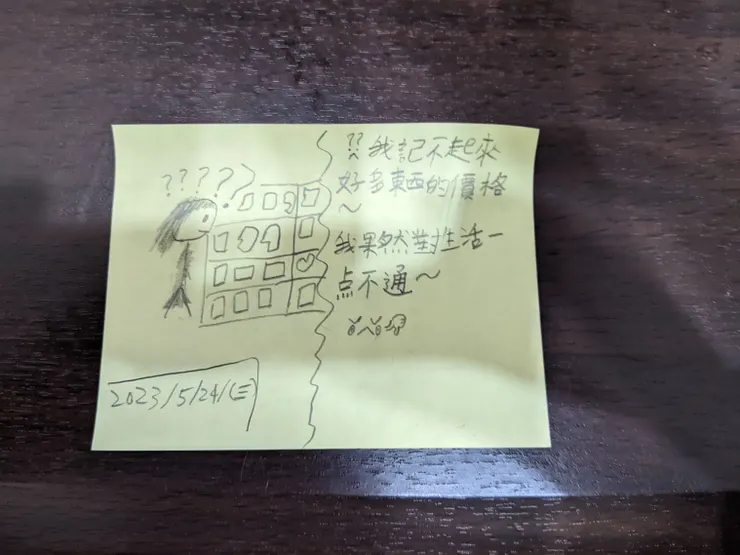 ????
??我記不起來
好多東西的價格
~
我果然對生活一
点不通~
2023/5/24/(三)